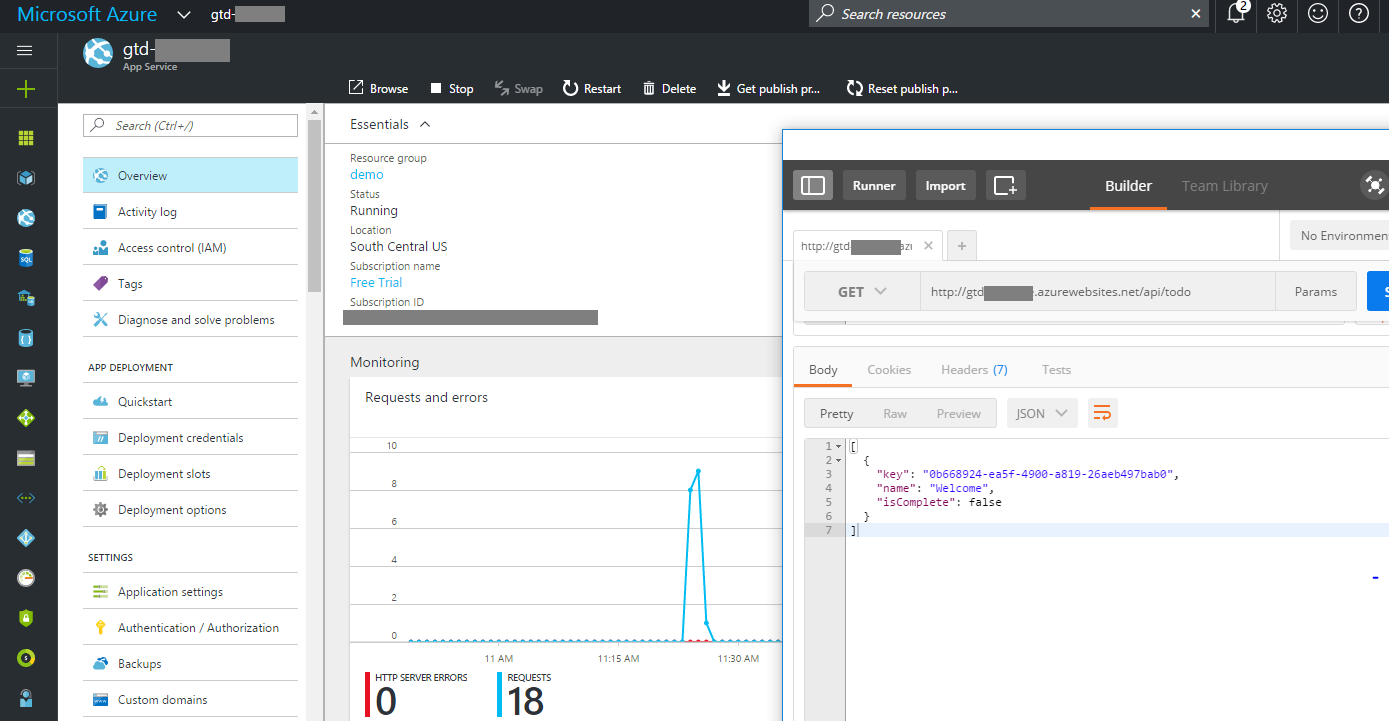 Microsoft Azure
gtd-
Search resources
2
gtd-
App Service
Browse
Stop
Swap
Restart
Delete
Get publish pr...
Reset publish p...
Search (Ctrl+/)
Overview
Activity log
Access control (IAM)
Tags
Diagnose and solve problems
APP DEPLOYMENT
Quickstart
Deployment credentials
Deployment slots
Deployment options
SETTINGS
Application settings
Authentication / Authorization
Backups
Custom domains
Essentials
Resource group
demo
Status
Running
Location
South Central US
Subscription name
Free Trial
Subscription ID
Monitoring
Requests and errors
10
8
6
4
2
0
11 AM
11:15 AM
11:30 AM
HTTP SERVER ERRORS
0
REQUESTS
18
Runner
Import
Builder
Team Library
http://gtd
No Environmen
GET
http://gtd .azurewebsites.net/api/todo
Params
S
Body
Cookies
Headers (7)
Tests
Pretty
Raw
Preview
JSON
1 [
2 {
3 "key": "0b668924-ea5f-4900-a819-26aeb497bab0",
4 "name": "Welcome",
5 "isComplete": false
6 }
7 ]